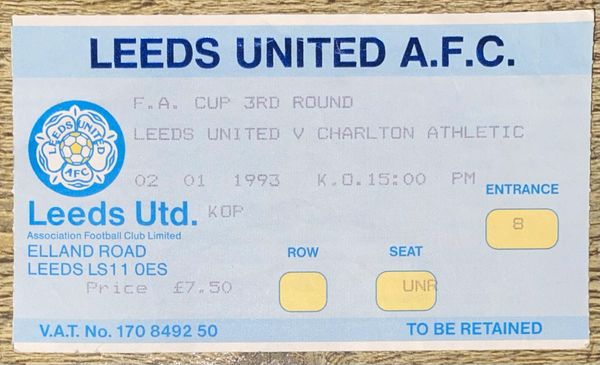 LEEDS UNITED A.F.C.
F.A. CUP 3RD ROUND
LEEDS UNITED V CHARLTON ATHLETIC
LEEDS UNITED
AFC
02 01 1993 K.O.15:00 PM
ENTRANCE
8
Leeds Utd. KOP
Association Football Club Limited
ELLAND ROAD
LEEDS LS11 OES
ROW SEAT
Price £7.50 UNR
V.A.T. No. 170 8492 50 TO BE RETAINED